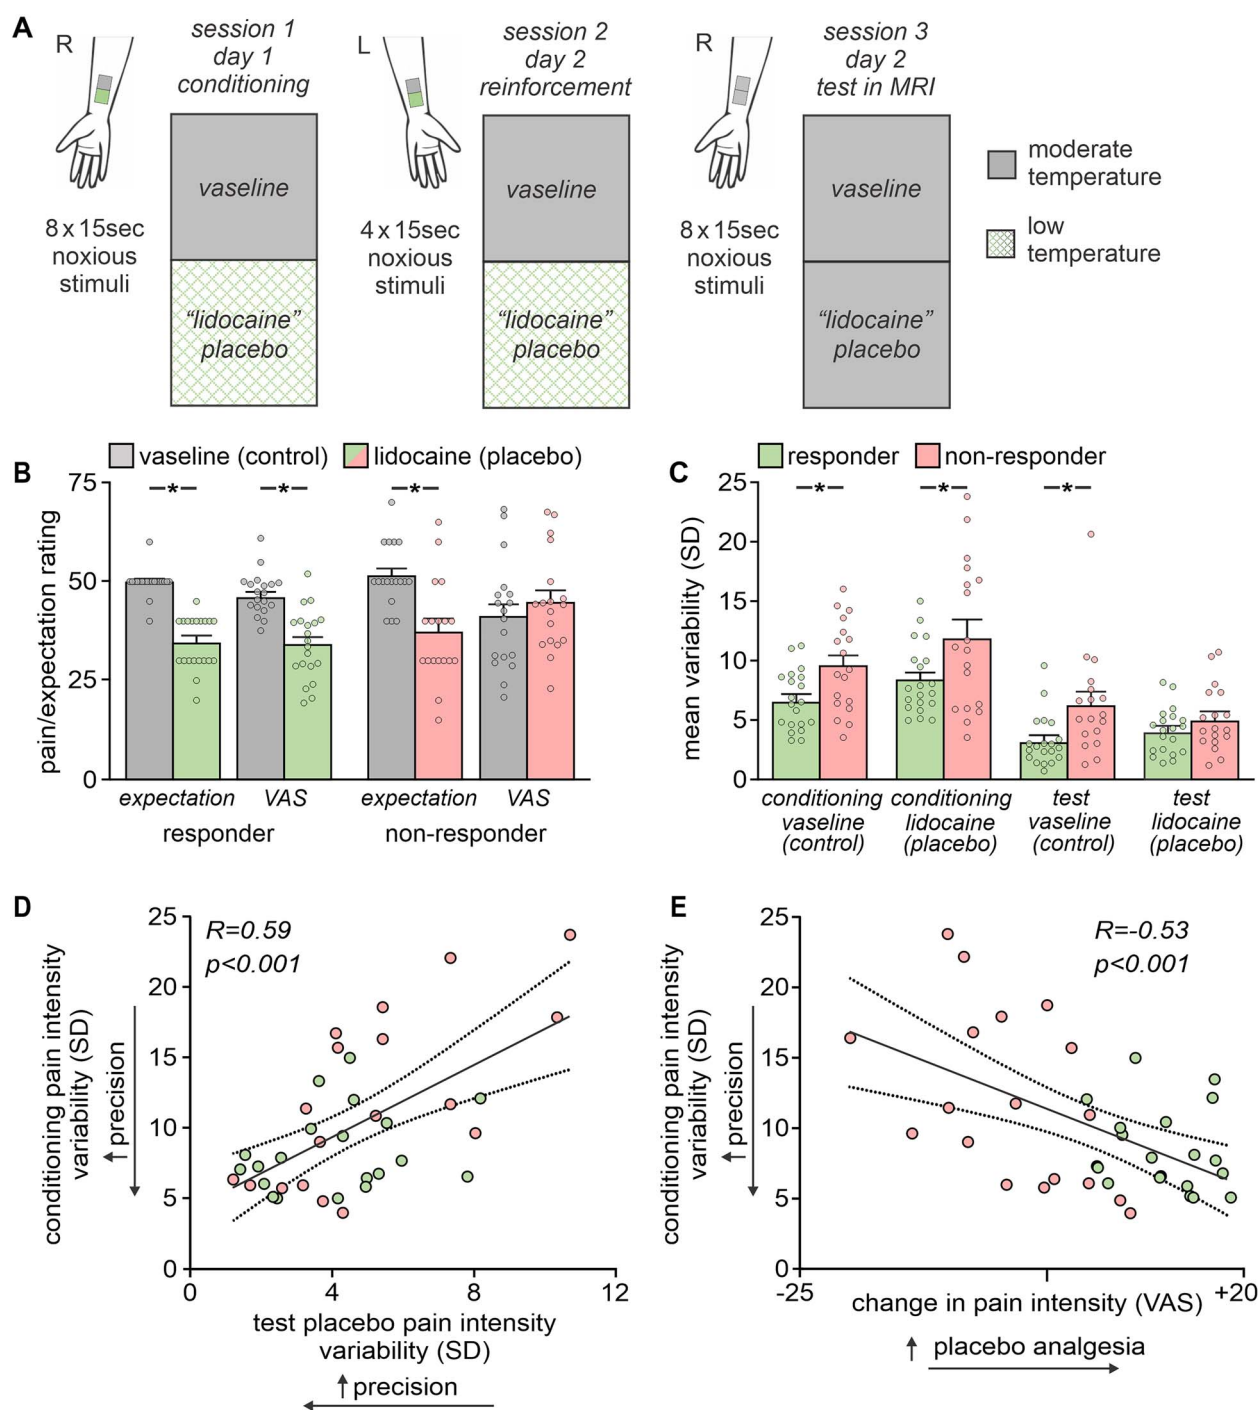 A
R
session 1
day 1
conditioning
L
session 2
day 2
reinforcement
R
session 3
day 2
test in MRI
8 x 15sec
noxious
stimuli
vaseline
“lidocaine”
placebo
4 x 15sec
noxious
stimuli
vaseline
“lidocaine”
placebo
8 x 15sec
noxious
stimuli
vaseline
“lidocaine”
placebo
moderate
temperature
low
temperature
B
vaseline (control)
lidocaine (placebo)
pain/expectation rating
75
50
25
0
*
*
*
expectation
VAS
expectation
VAS
responder
non-responder
C
responder
non-responder
mean variability (SD)
25
20
15
10
5
0
*
*
*
conditioning
vaseline
(control)
conditioning
lidocaine
(placebo)
test
vaseline
(control)
test
lidocaine
(placebo)
D
R=0.59
p<0.001
conditioning pain intensity
variability (SD)
↑precision
25
20
15
10
5
0
0
4
8
12
test placebo pain intensity
variability (SD)
↑precision
E
R=-0.53
p<0.001
conditioning pain intensity
variability (SD)
↑precision
25
20
15
10
5
0
-25
+20
change in pain intensity (VAS)
↑ placebo analgesia